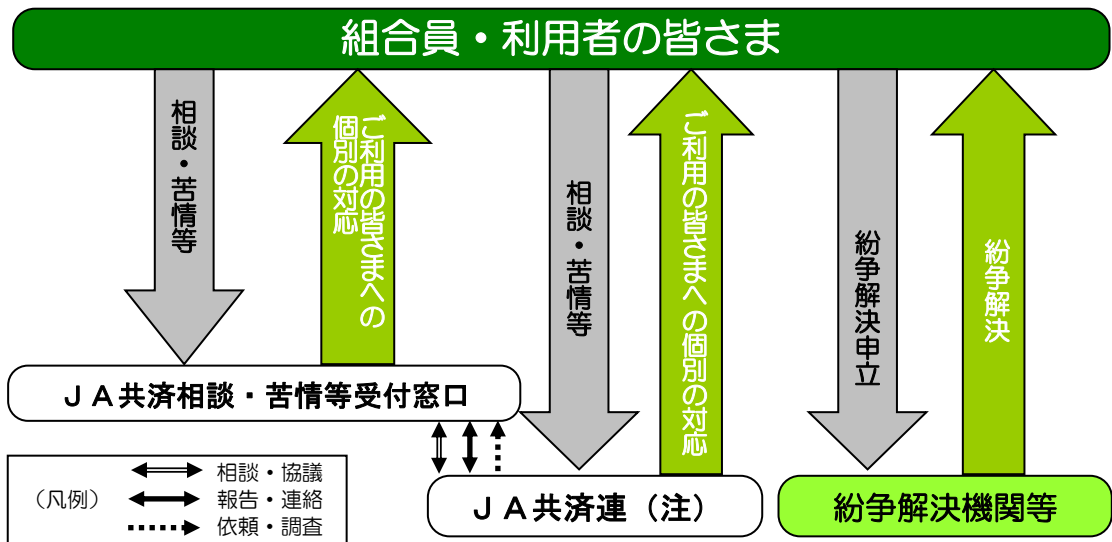 組合員・利用者の皆さま
相談・苦情等
ご利用の皆さまへの
個別の対応
相談・苦情等
ご利用の皆さまへの個別の対応
紛争解決申立
紛争解決
ＪＡ共済相談・苦情等受付窓口
ＪＡ共済連（注）
紛争解決機関等
（凡例）
相談・協議
報告・連絡
依頼・調査